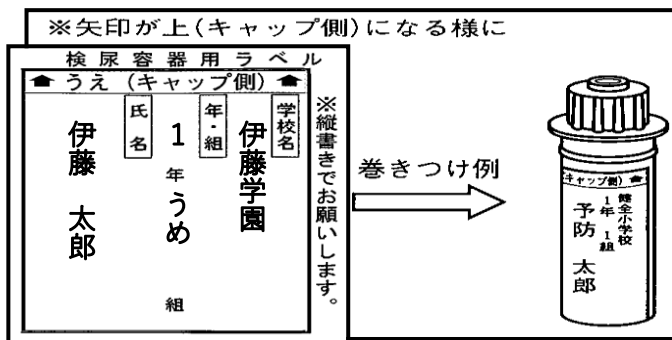 ※矢印が上(キャップ側)になる様に
検尿容器用ラベル
⬆うえ(キャップ側)⬆
学校名
伊藤学園
年・組
1年うめ組
氏名
伊藤 太郎
※縦書きでお願いします。
巻きつけ例
キャップ側)⬆
健全小学校
1年 1組
予防 太郎